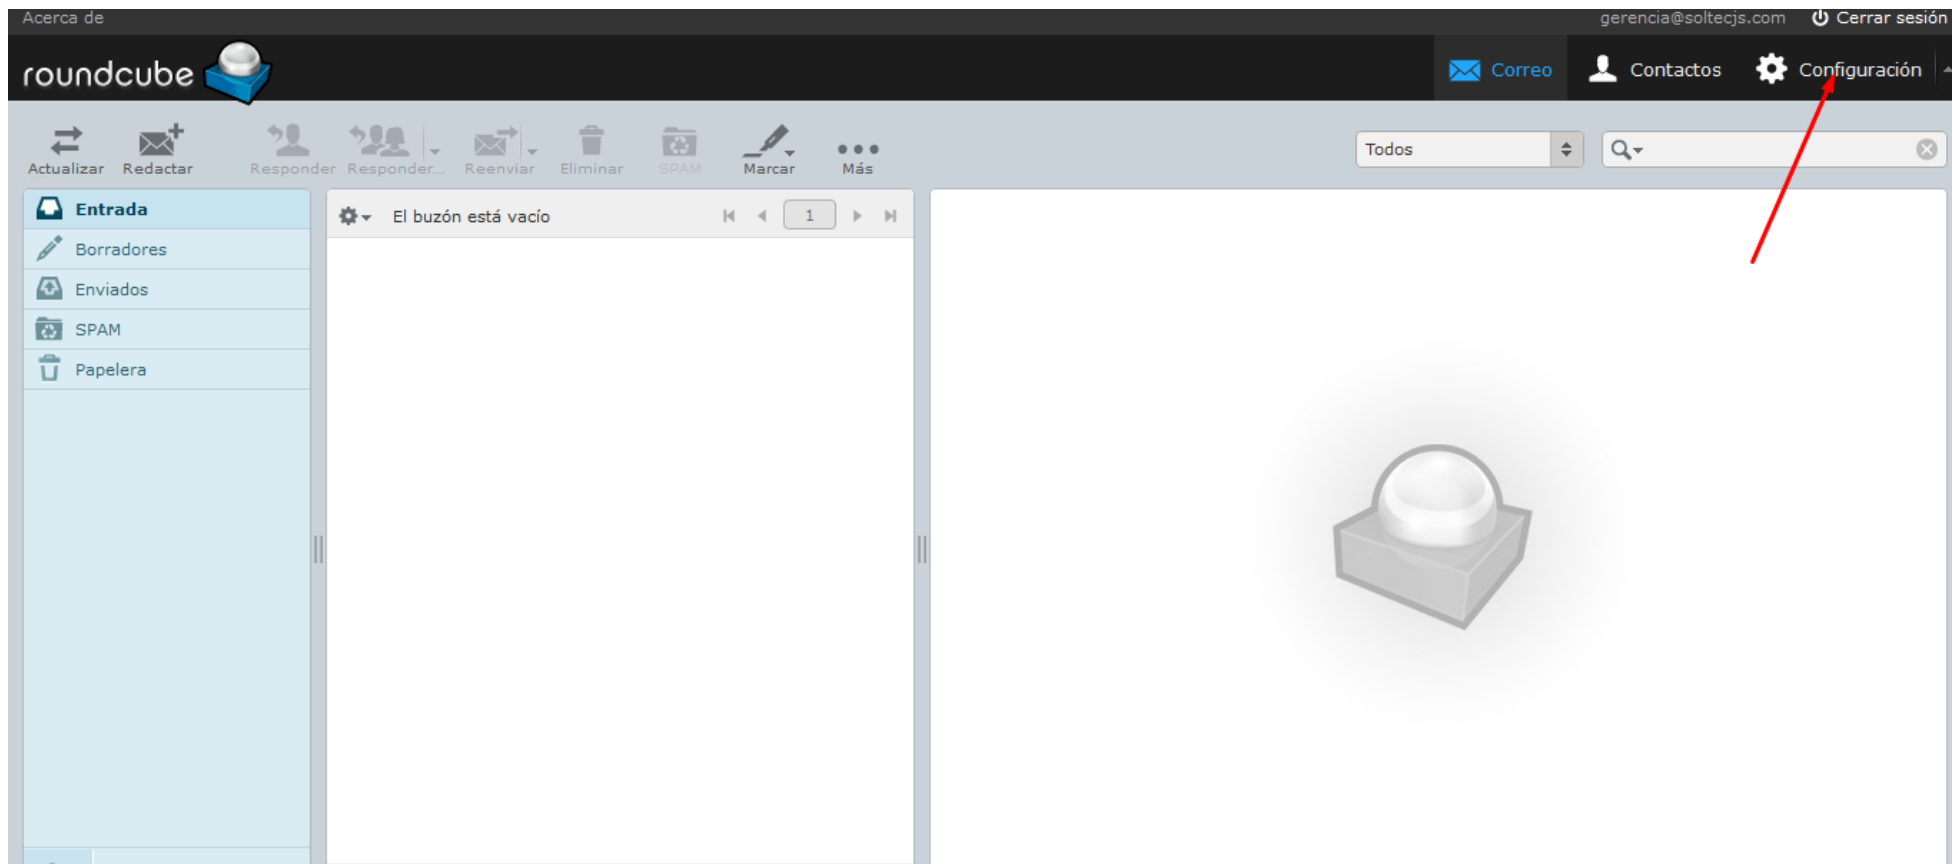 Acerca de
gerencia@soltecjs.com Cerrar sesión
roundcube
Correo Contactos Configuración
Actualizar Redactar Responder Responder... Reenviar Eliminar SPAM Marcar Más
Todos
Entrada
Borradores
Enviados
SPAM
Papelera
El buzón está vacío 1